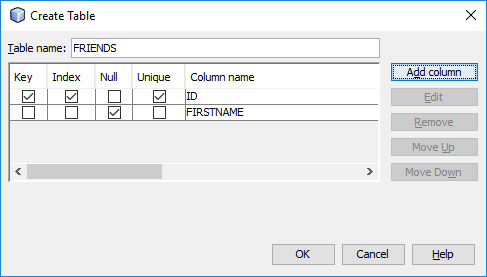 Create Table
Table name: FRIENDS
Key Index Null Unique Column name
ID
FIRSTNAME
Add column
Edit
Remove
Move Up
Move Down
OK Cancel Help